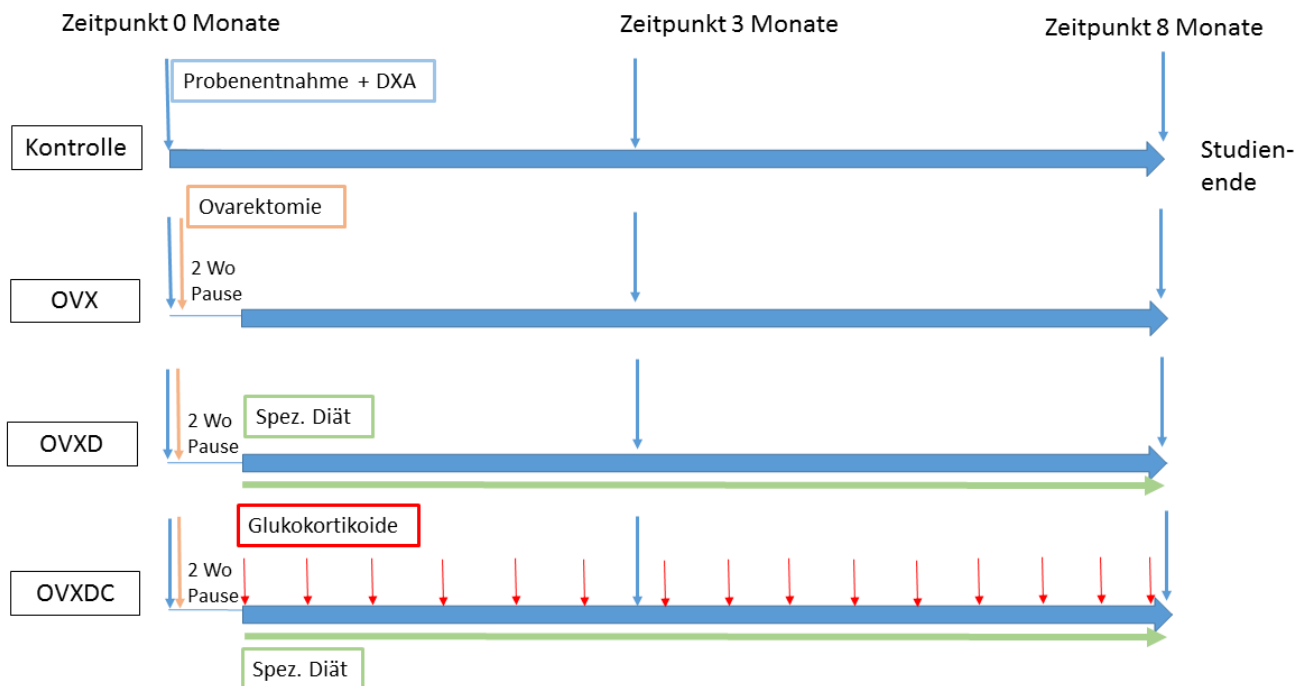 Zeitpunkt 0 Monate
Zeitpunkt 3 Monate
Zeitpunkt 8 Monate
Probenentnahme + DXA
Kontrolle
Studien-
ende
Ovarektomie
2 Wo
Pause
OVX
Spez. Diät
2 Wo
Pause
OVXD
Glukokortikoide
2 Wo
Pause
OVXDC
Spez. Diät